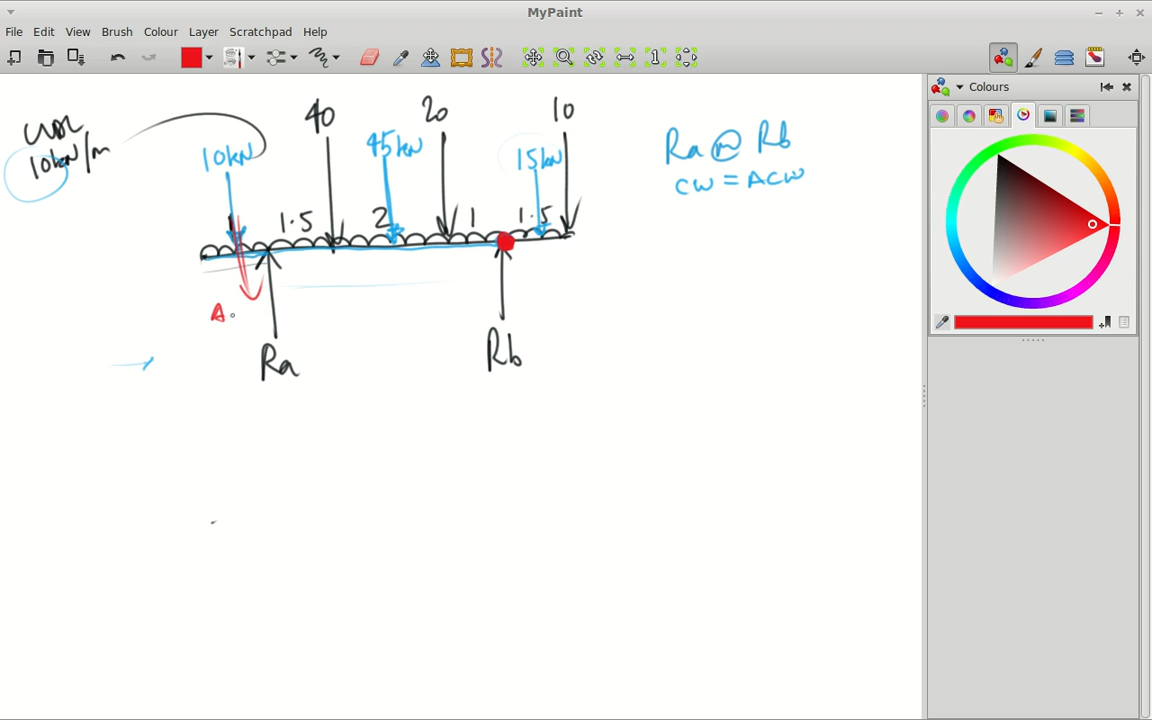 MyPaint
File Edit View Brush Colour Layer Scratchpad Help
Colours
UDL
10kN/m
40
20
10
10kN
45kN
15kN
1.5
2
1
1.5
Ra @ Rb
CW = ACW
A.
Ra
Rb